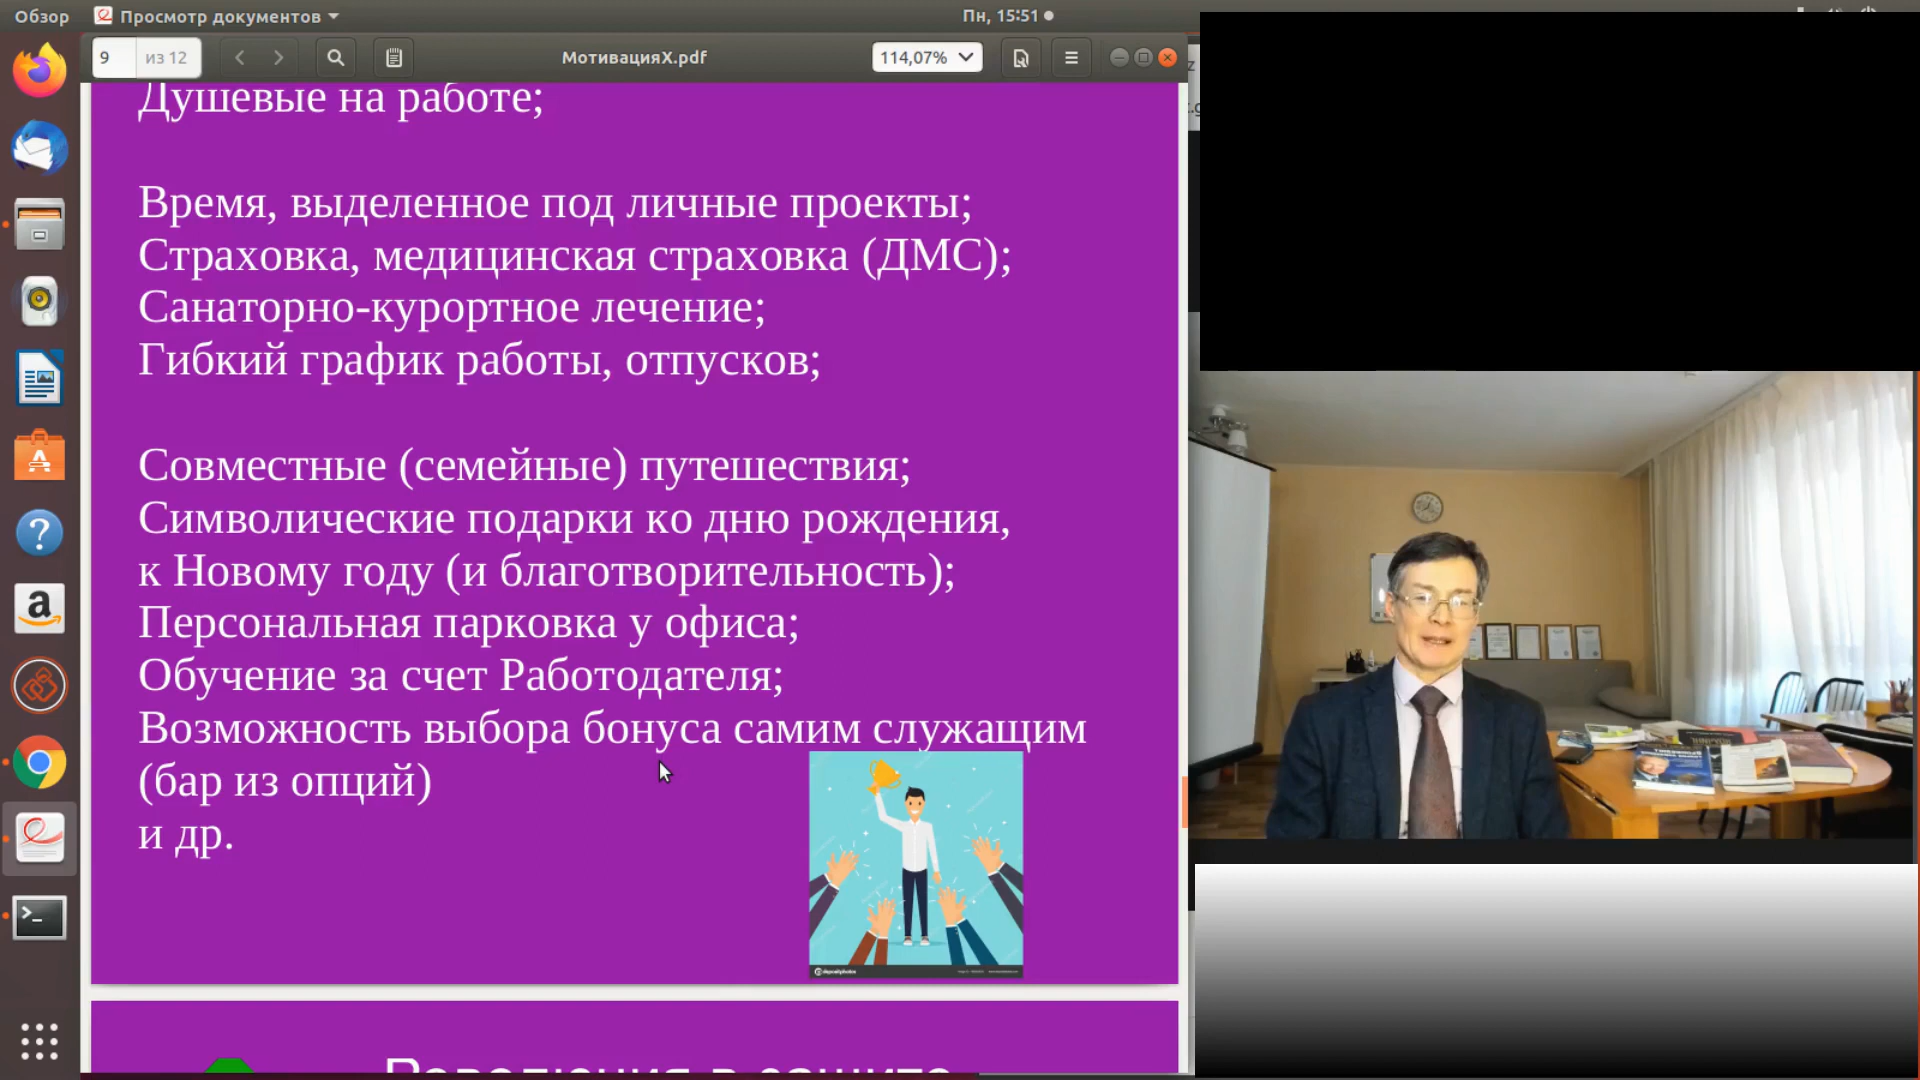 Обзор
Просмотр документов
Пн, 15:51
9
из 12
МотивацияX.pdf
114,07%
Душевые на работе;
Время, выделенное под личные проекты;
Страховка, медицинская страховка (ДМС);
Санаторно-курортное лечение;
Гибкий график работы, отпусков;
Совместные (семейные) путешествия;
Символические подарки ко дню рождения,
к Новому году (и благотворительность);
Персональная парковка у офиса;
Обучение за счет Работодателя;
Возможность выбора бонуса самим служащим
(бар из опций)
и др.
depositphotos